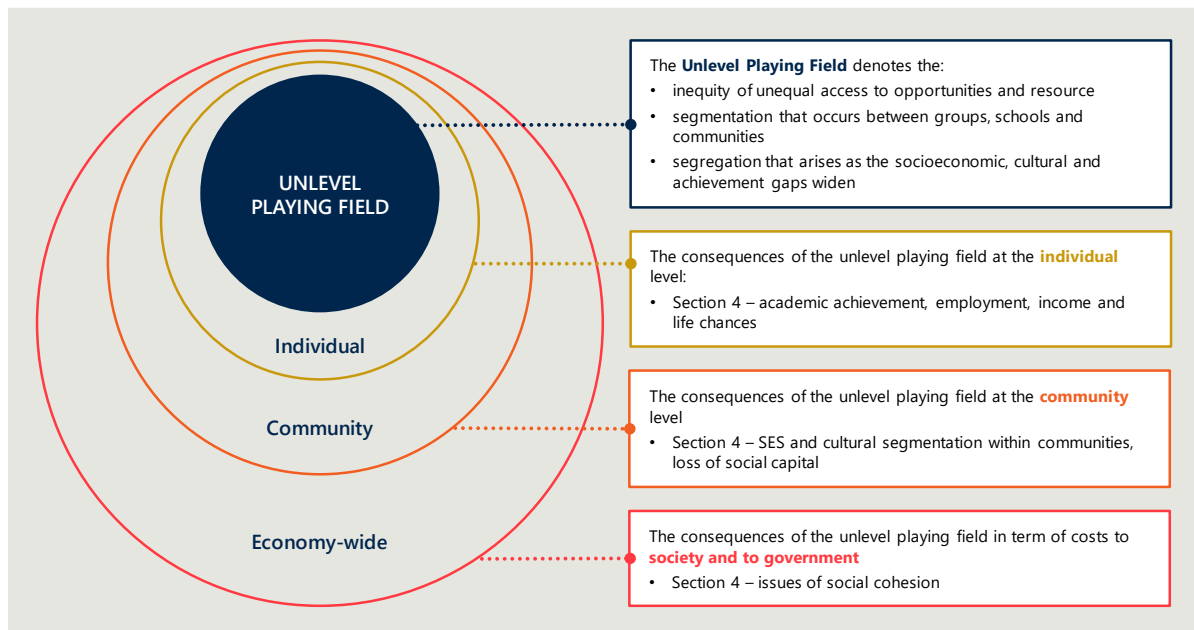 UNLEVEL
PLAYING FIELD
Individual
Community
Economy-wide
The Unlevel Playing Field denotes the:
• inequity of unequal access to opportunities and resource
• segmentation that occurs between groups, schools and
communities
• segregation that arises as the socioeconomic, cultural and
achievement gaps widen
The consequences of the unlevel playing field at the individual
level:
• Section 4 – academic achievement, employment, income and
life chances
The consequences of the unlevel playing field at the community
level
• Section 4 – SES and cultural segmentation within communities,
loss of social capital
The consequences of the unlevel playing field in term of costs to
society and to government
• Section 4 – issues of social cohesion